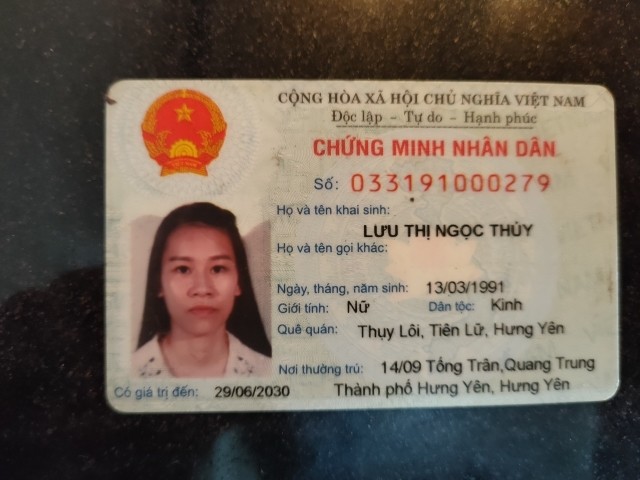 CỘNG HÒA XÃ HỘI CHỦ NGHĨA VIỆT NAM
Độc lập - Tự do - Hạnh phúc
CHỨNG MINH NHÂN DÂN
Số: 033191000279
Họ và tên khai sinh:
LƯU THỊ NGỌC THỦY
Họ và tên gọi khác:
Ngày, tháng, năm sinh: 13/03/1991
Giới tính: Nữ Dân tộc: Kinh
Quê quán: Thụy Lôi, Tiên Lữ, Hưng Yên
Nơi thường trú: 14/09 Tống Trân,Quang Trung
Thành phố Hưng Yên, Hưng Yên
Có giá trị đến: 29/06/2030